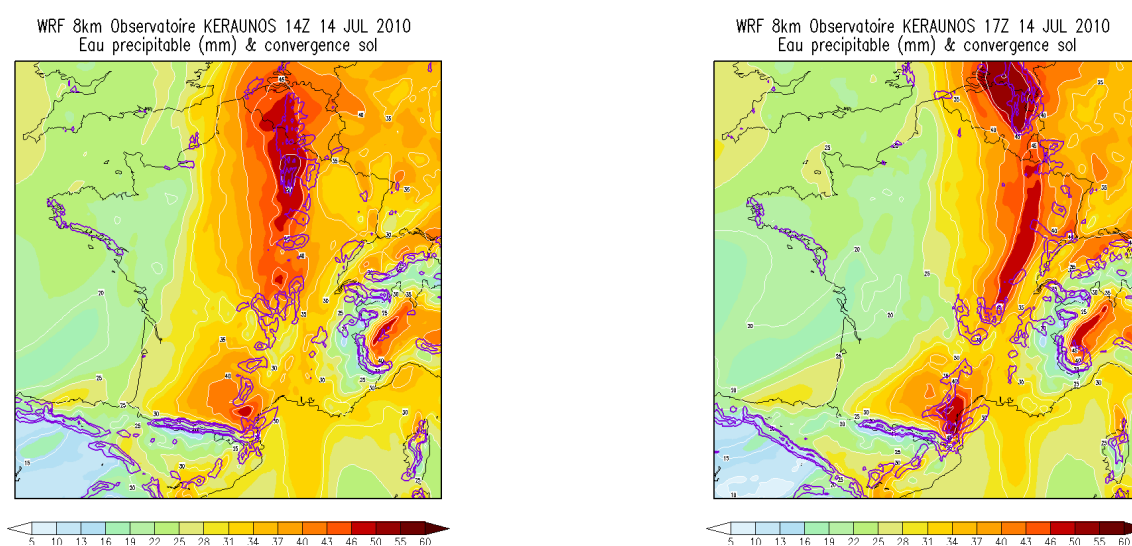 WRF 8km Observatoire KERAUNOS 14Z 14 JUL 2010
Eau precipitable (mm) & convergence sol
5 10 13 16 19 22 25 28 31 34 37 40 43 46 50 55 60
WRF 8km Observatoire KERAUNOS 17Z 14 JUL 2010
Eau precipitable (mm) & convergence sol
5 10 13 16 19 22 25 28 31 34 37 40 43 46 50 55 60